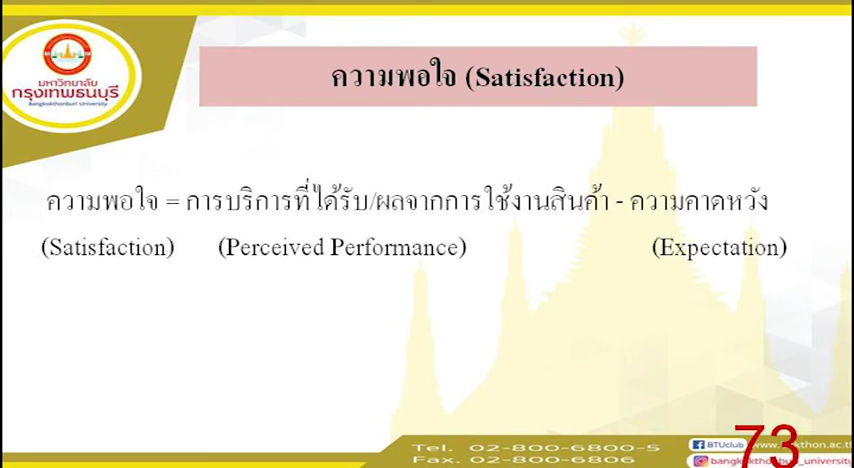 มหาวิทยาลัย
กรุงเทพธนบุรี
Bangkokthonburi University
ความพอใจ (Satisfaction)
ความพอใจ = การบริการที่ได้รับ/ผลจากการใช้งานสินค้า - ความคาดหวัง
(Satisfaction) (Perceived Performance) (Expectation)
Tel. 02-800-6800-5
Fax. 02-800-6806
BTUclub
73